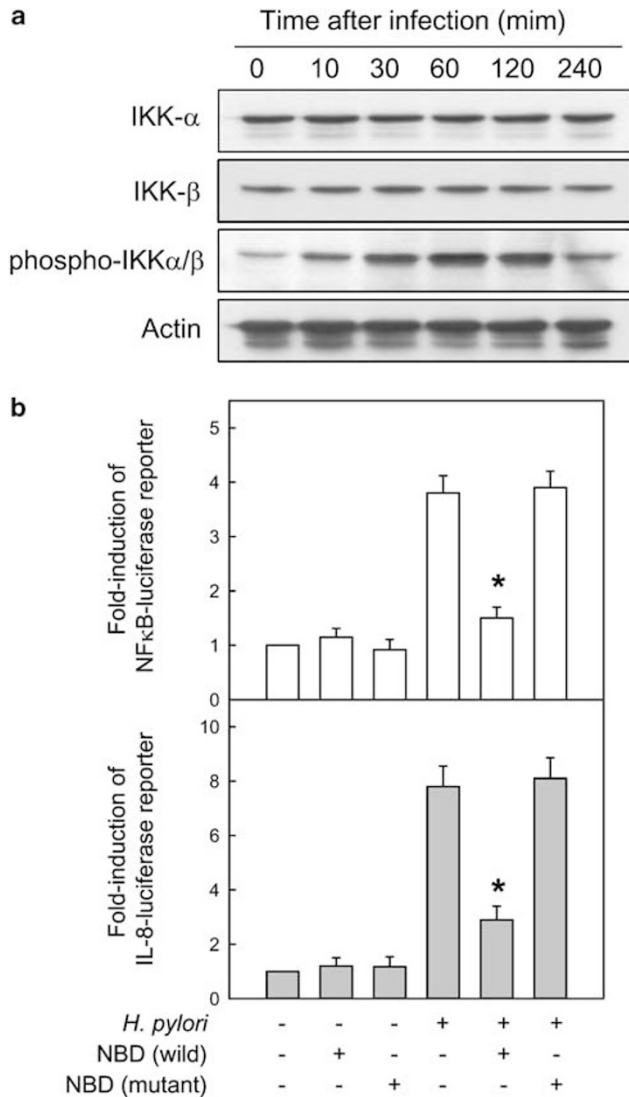 a
Time after infection (mim)
0 10 30 60 120 240
IKK-α
IKK-β
phospho-IKKα/β
Actin
b
Fold-induction of
NFκB-luciferase reporter
5
4
3
2
1
0
*
Fold-induction of
IL-8-luciferase reporter
10
8
6
4
2
0
*
H. pylori - - - + + +
NBD (wild) - + - - + -
NBD (mutant) - - + - - +